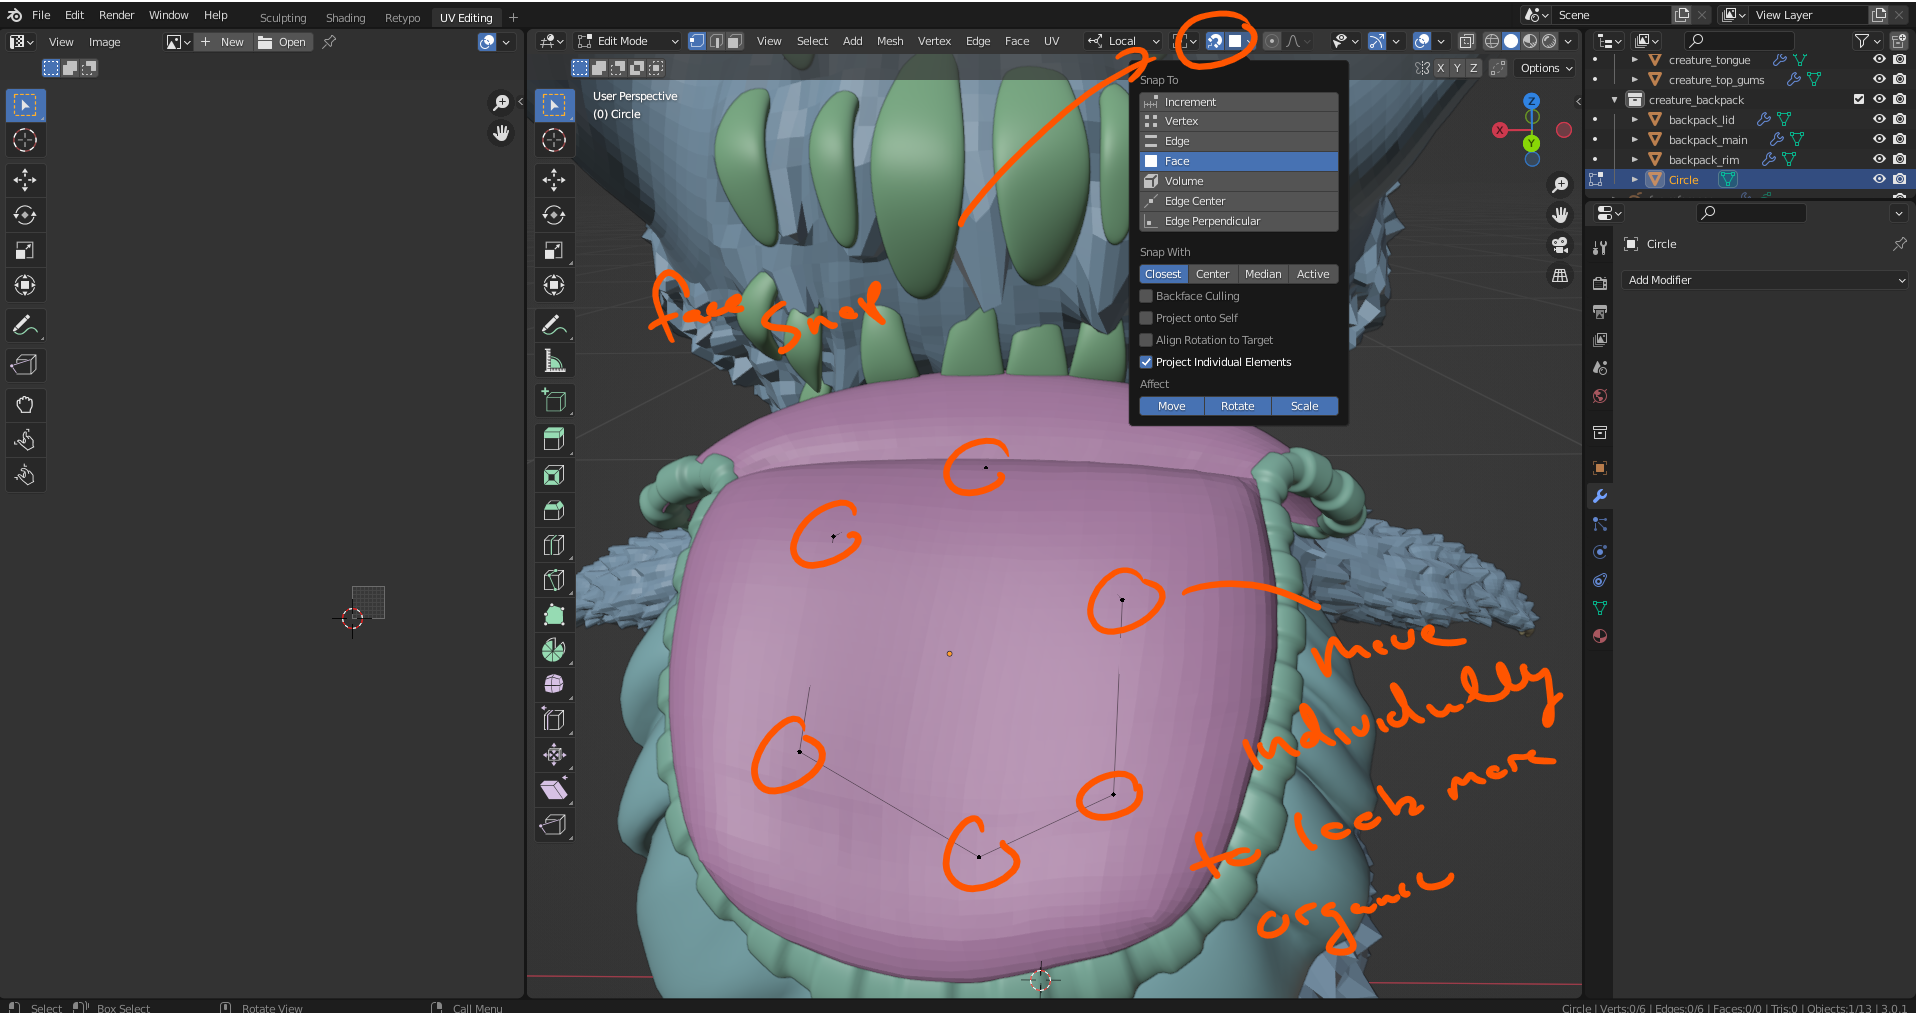 File Edit Render Window Help Sculpting Shading Retypo UV Editing + Scene View Layer
View Image + New Open
Edit Mode View Select Add Mesh Vertex Edge Face UV Local
X Y Z Options
User Perspective
(0) Circle
Snap To
Increment
Vertex
Edge
Face
Volume
Edge Center
Edge Perpendicular
Snap With
Closest Center Median Active
Backface Culling
Project onto Self
Align Rotation to Target
Project Individual Elements
Affect
Move Rotate Scale
Z
X
Y
face snap
move
individully
to look more
organic
creature_tongue
creature_top_gums
creature_backpack
backpack_lid
backpack_main
backpack_rim
Circle
Circle
Add Modifier
Select Box Select Rotate View Call Menu
Circle | Verts:0/6 | Edges:0/6 | Faces:0/0 | Tris:0 | Objects:1/13 | 3.0.1